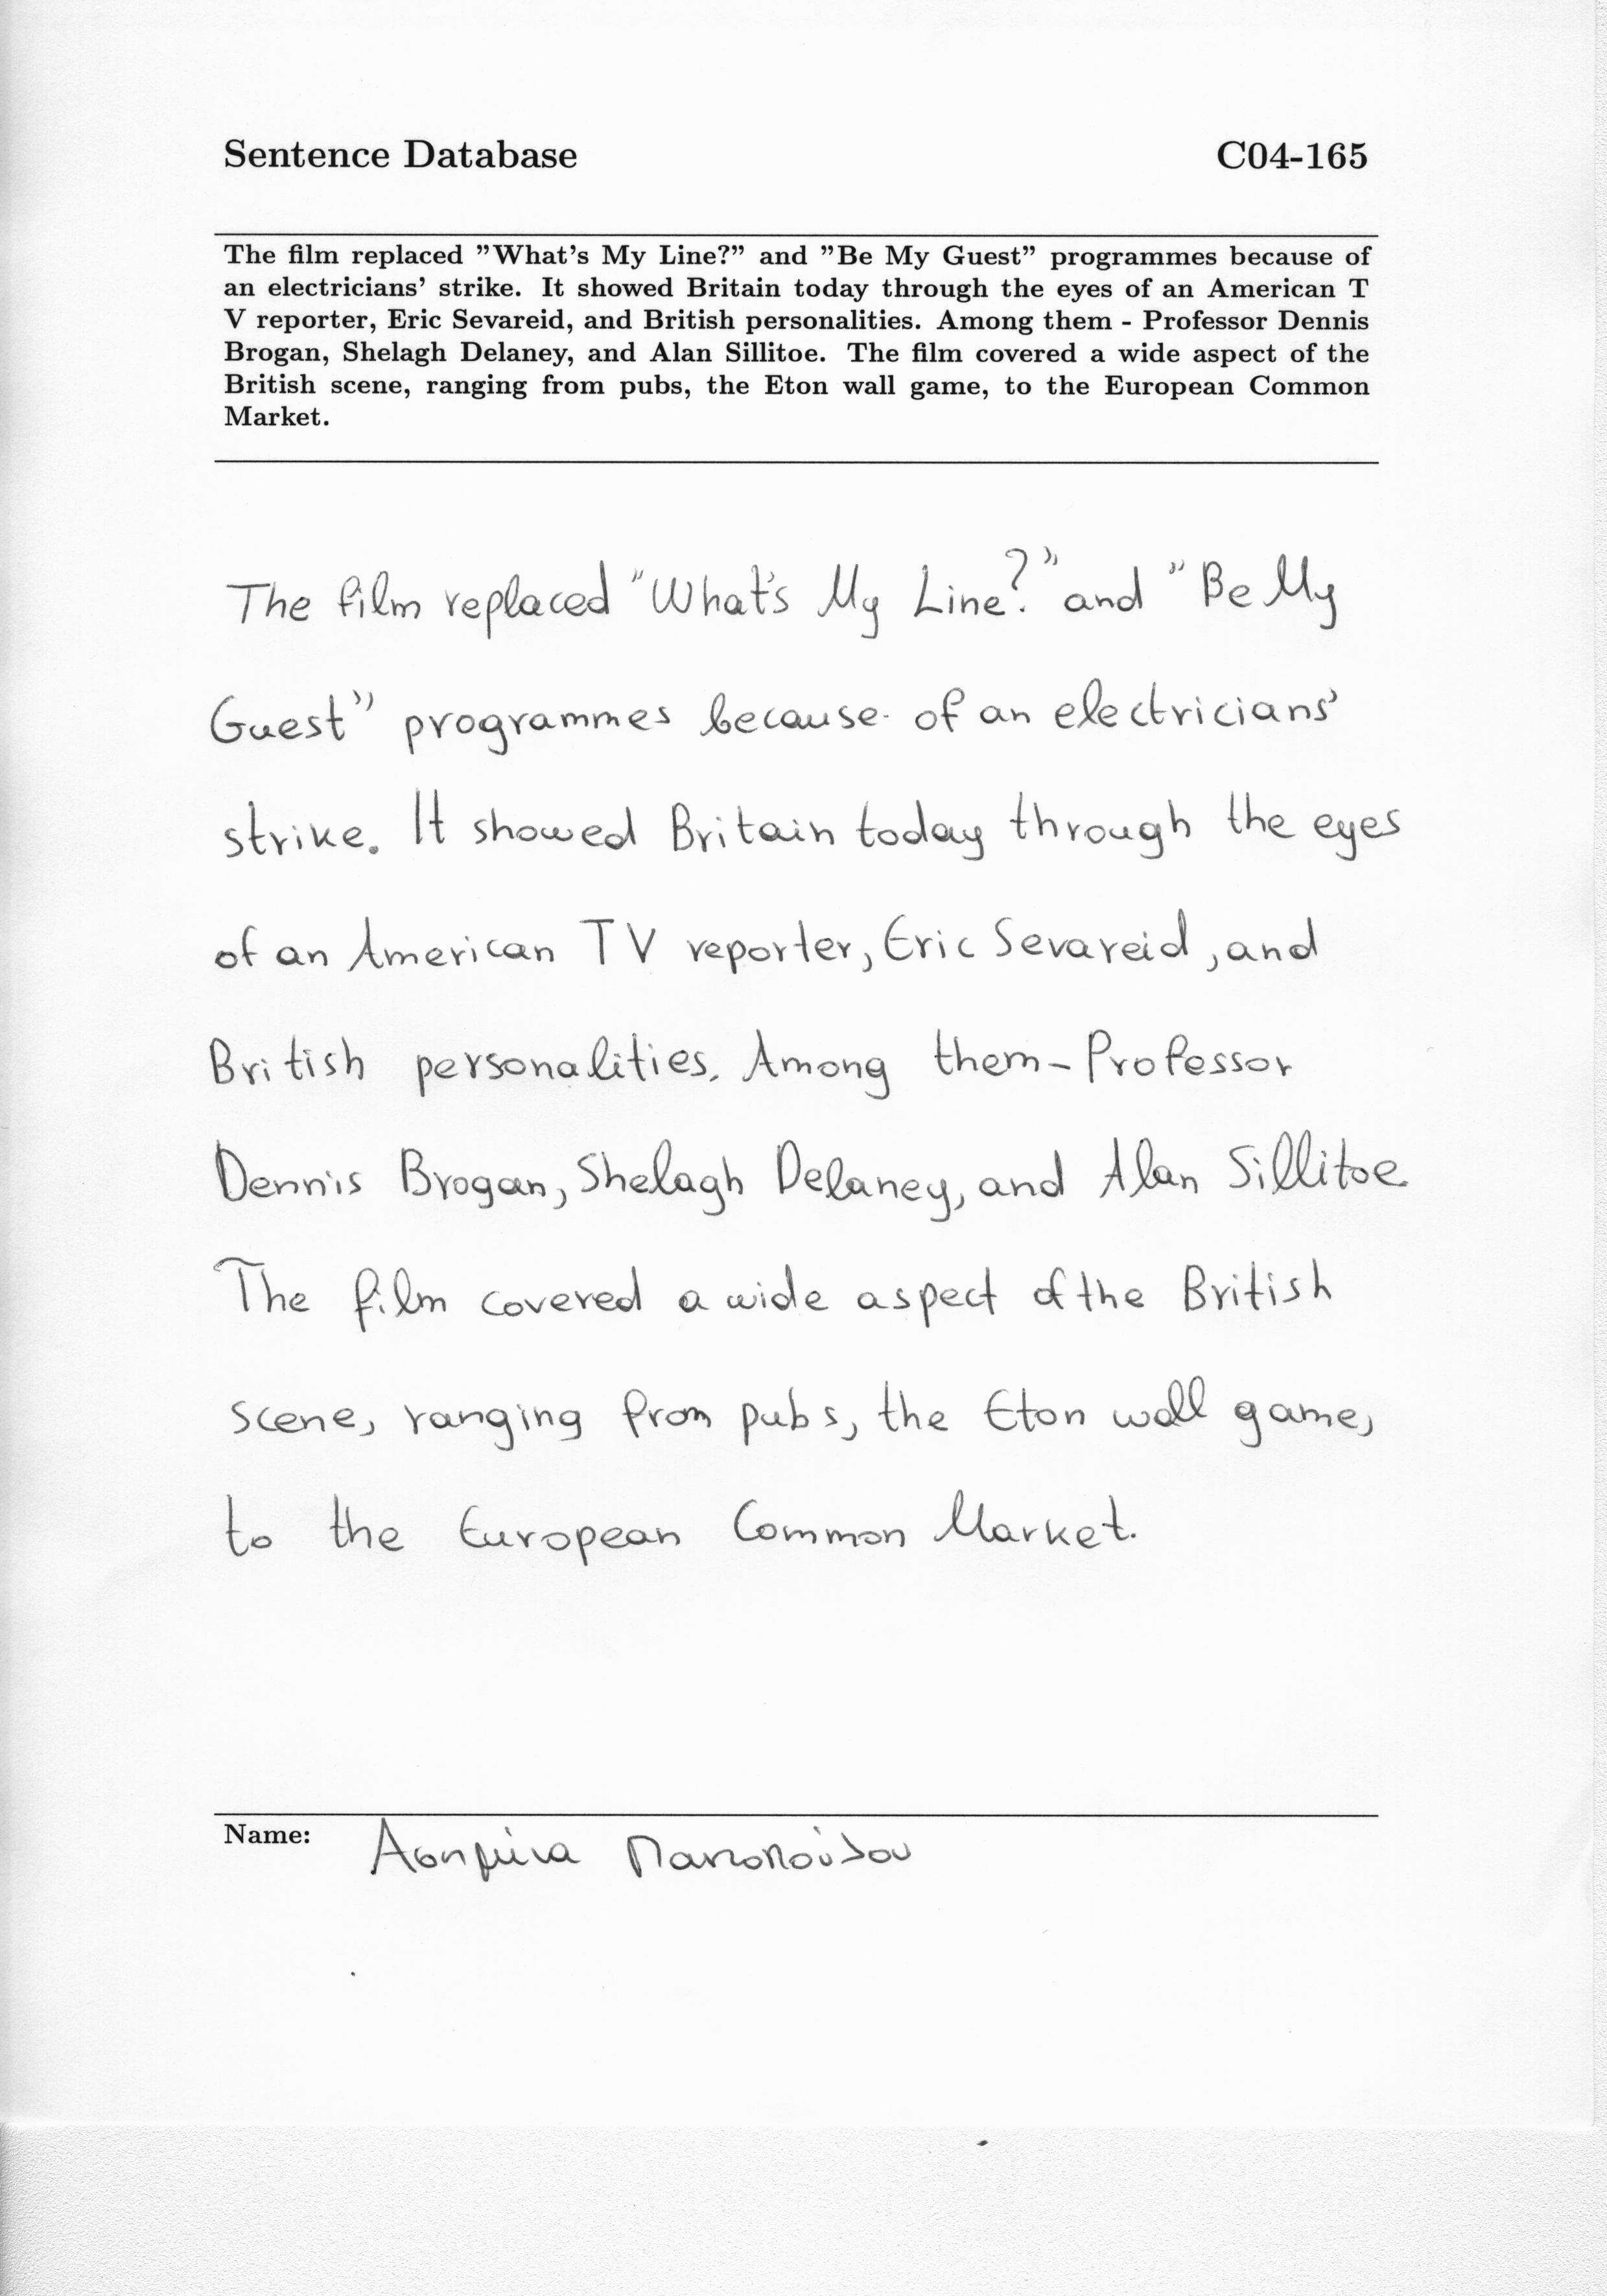 Sentence Database C04-165
The film replaced ”What’s My Line?” and ”Be My Guest” programmes because of
an electricians’ strike. It showed Britain today through the eyes of an American T
V reporter, Eric Sevareid, and British personalities. Among them - Professor Dennis
Brogan, Shelagh Delaney, and Alan Sillitoe. The film covered a wide aspect of the
British scene, ranging from pubs, the Eton wall game, to the European Common
Market.
The film replaced "What's My Line?" and "Be My
Guest" programmes because of an electricians'
strike. It showed Britain today through the eyes
of an American TV reporter, Eric Sevareid, and
British personalities. Among them - Professor
Dennis Brogan, Shelagh Delaney, and Alan Sillitoe.
The film covered a wide aspect of the British
scene, ranging from pubs, the Eton wall game,
to the European Common Market.
Name: Ασημίνα